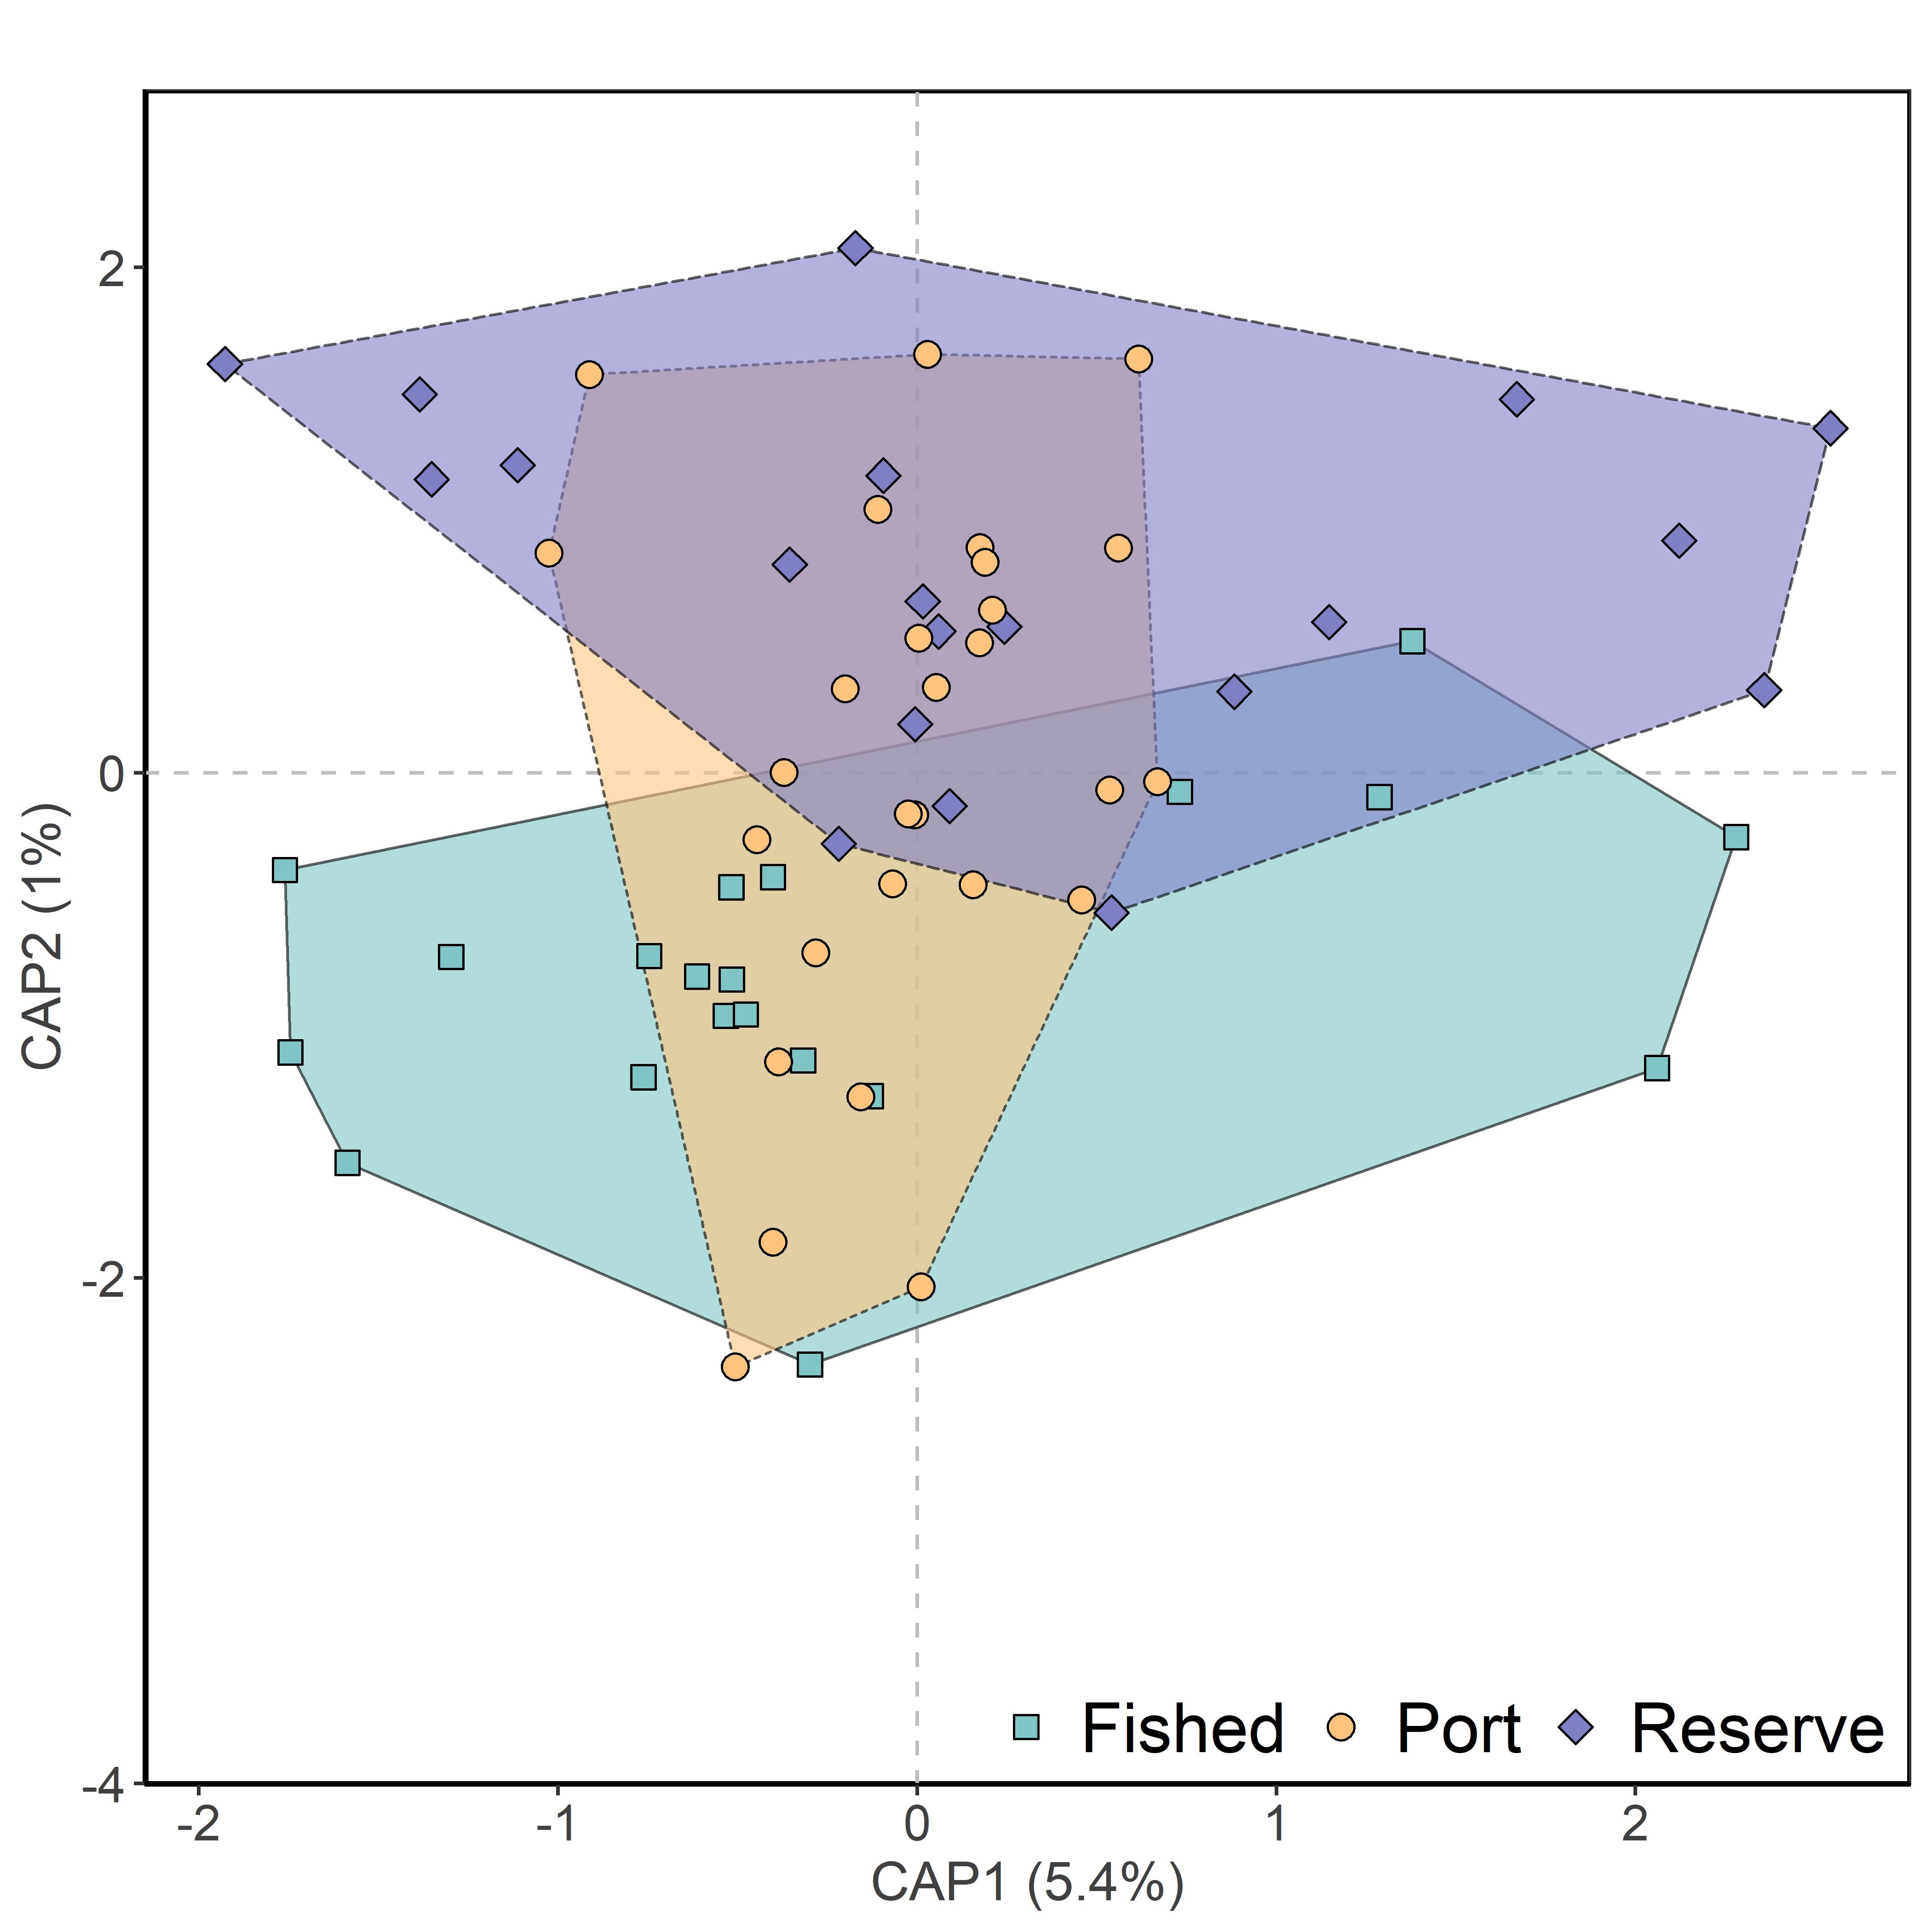 CAP2 (1%)
2
0
-2
-4
Fished Port Reserve
-2 -1 0 1 2
CAP1 (5.4%)